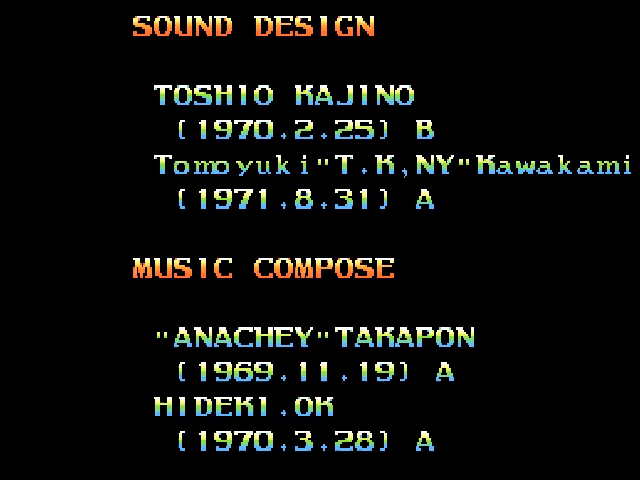 SOUND DESIGN
TOSHIO KAJINO
(1970.2.25) B
Tomoyuki"T.K,NY"Kawakami
(1971.8.31) A
MUSIC COMPOSE
"ANACHEY"TAKAPON
(1969.11.19) A
HIDEKI.OK
(1970.3.28) A